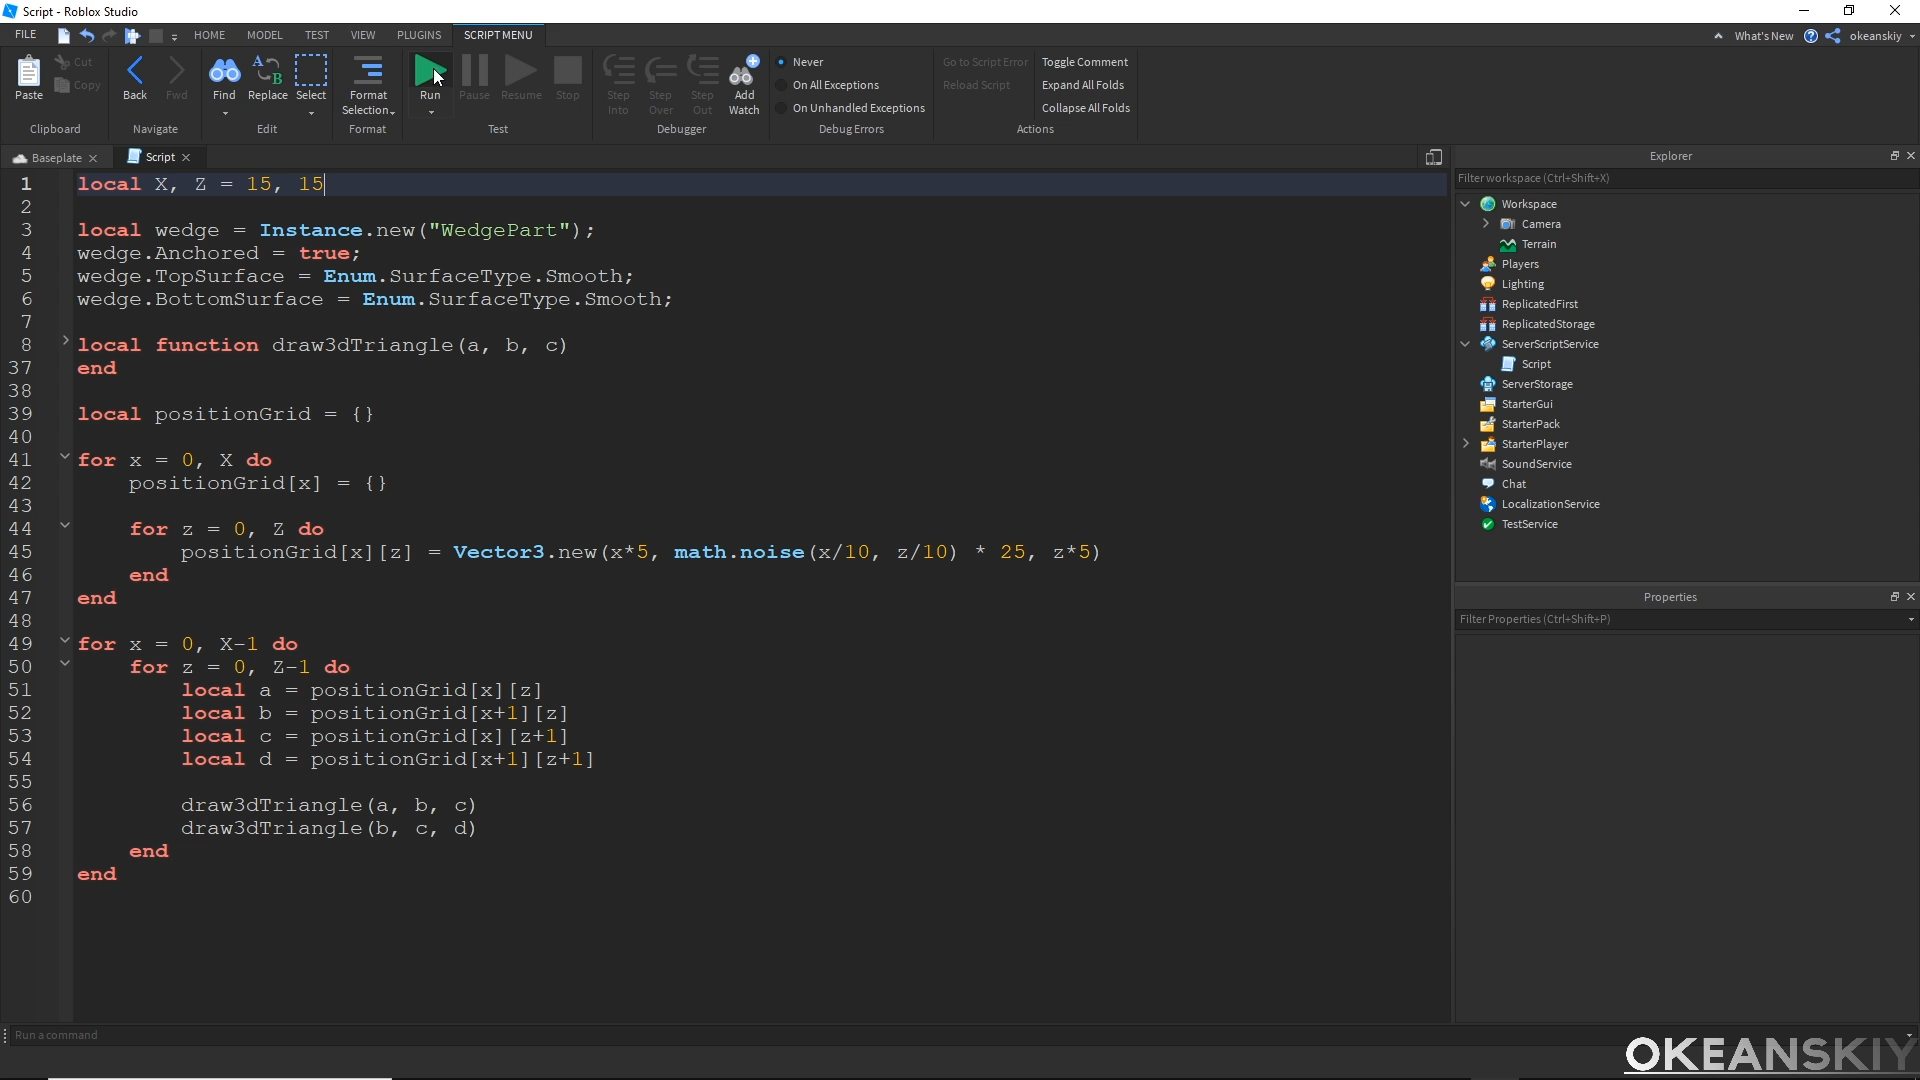 Script - Roblox Studio
FILE HOME MODEL TEST VIEW PLUGINS SCRIPT MENU What's New okeanskiy
Paste Cut Copy Clipboard
Back Fwd Navigate
Find Replace Select Edit
Format Selection Format
Run Pause Resume Stop Test
Step Into Step Over Step Out Add Watch Debugger
Never
On All Exceptions
On Unhandled Exceptions
Debug Errors
Go to Script Error
Reload Script
Toggle Comment
Expand All Folds
Collapse All Folds
Actions
Baseplate Script
1 local X, Z = 15, 15
2
3 local wedge = Instance.new("WedgePart");
4 wedge.Anchored = true;
5 wedge.TopSurface = Enum.SurfaceType.Smooth;
6 wedge.BottomSurface = Enum.SurfaceType.Smooth;
7
8 local function draw3dTriangle(a, b, c)
37 end
38
39 local positionGrid = {}
40
41 for x = 0, X do
42 positionGrid[x] = {}
43
44 for z = 0, Z do
45 positionGrid[x][z] = Vector3.new(x*5, math.noise(x/10, z/10) * 25, z*5)
46 end
47 end
48
49 for x = 0, X-1 do
50 for z = 0, Z-1 do
51 local a = positionGrid[x][z]
52 local b = positionGrid[x+1][z]
53 local c = positionGrid[x][z+1]
54 local d = positionGrid[x+1][z+1]
55
56 draw3dTriangle(a, b, c)
57 draw3dTriangle(b, c, d)
58 end
59 end
60
Explorer
Filter workspace (Ctrl+Shift+X)
Workspace
Camera
Terrain
Players
Lighting
ReplicatedFirst
ReplicatedStorage
ServerScriptService
Script
ServerStorage
StarterGui
StarterPack
StarterPlayer
SoundService
Chat
LocalizationService
TestService
Properties
Filter Properties (Ctrl+Shift+P)
Run a command
OKEANSKIY